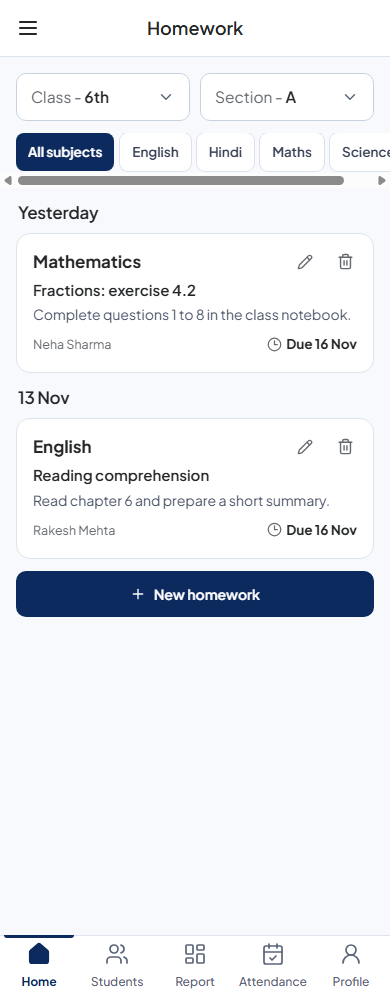 Homework
Class - 6th
Section - A
All subjects
English
Hindi
Maths
Science
Yesterday
Mathematics
Fractions: exercise 4.2
Complete questions 1 to 8 in the class notebook.
Neha Sharma
Due 16 Nov
13 Nov
English
Reading comprehension
Read chapter 6 and prepare a short summary.
Rakesh Mehta
Due 16 Nov
+ New homework
Home
Students
Report
Attendance
Profile